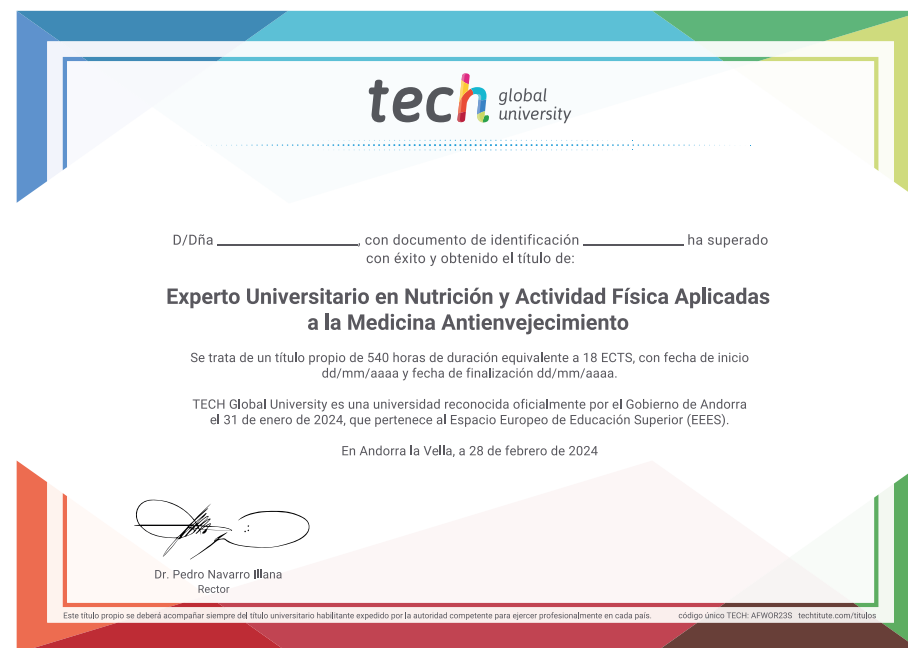 tech global university
D/Dña ____________________, con documento de identificación ______________ ha superado
con éxito y obtenido el título de:
Experto Universitario en Nutrición y Actividad Física Aplicadas
a la Medicina Antienvejecimiento
Se trata de un título propio de 540 horas de duración equivalente a 18 ECTS, con fecha de inicio
dd/mm/aaaa y fecha de finalización dd/mm/aaaa.
TECH Global University es una universidad reconocida oficialmente por el Gobierno de Andorra
el 31 de enero de 2024, que pertenece al Espacio Europeo de Educación Superior (EEES).
En Andorra la Vella, a 28 de febrero de 2024
Dr. Pedro Navarro Illana
Rector
Este título propio se deberá acompañar siempre del título universitario habilitante expedido por la autoridad competente para ejercer profesionalmente en cada país. código único TECH: AFWOR23S techtitute.com/titulos